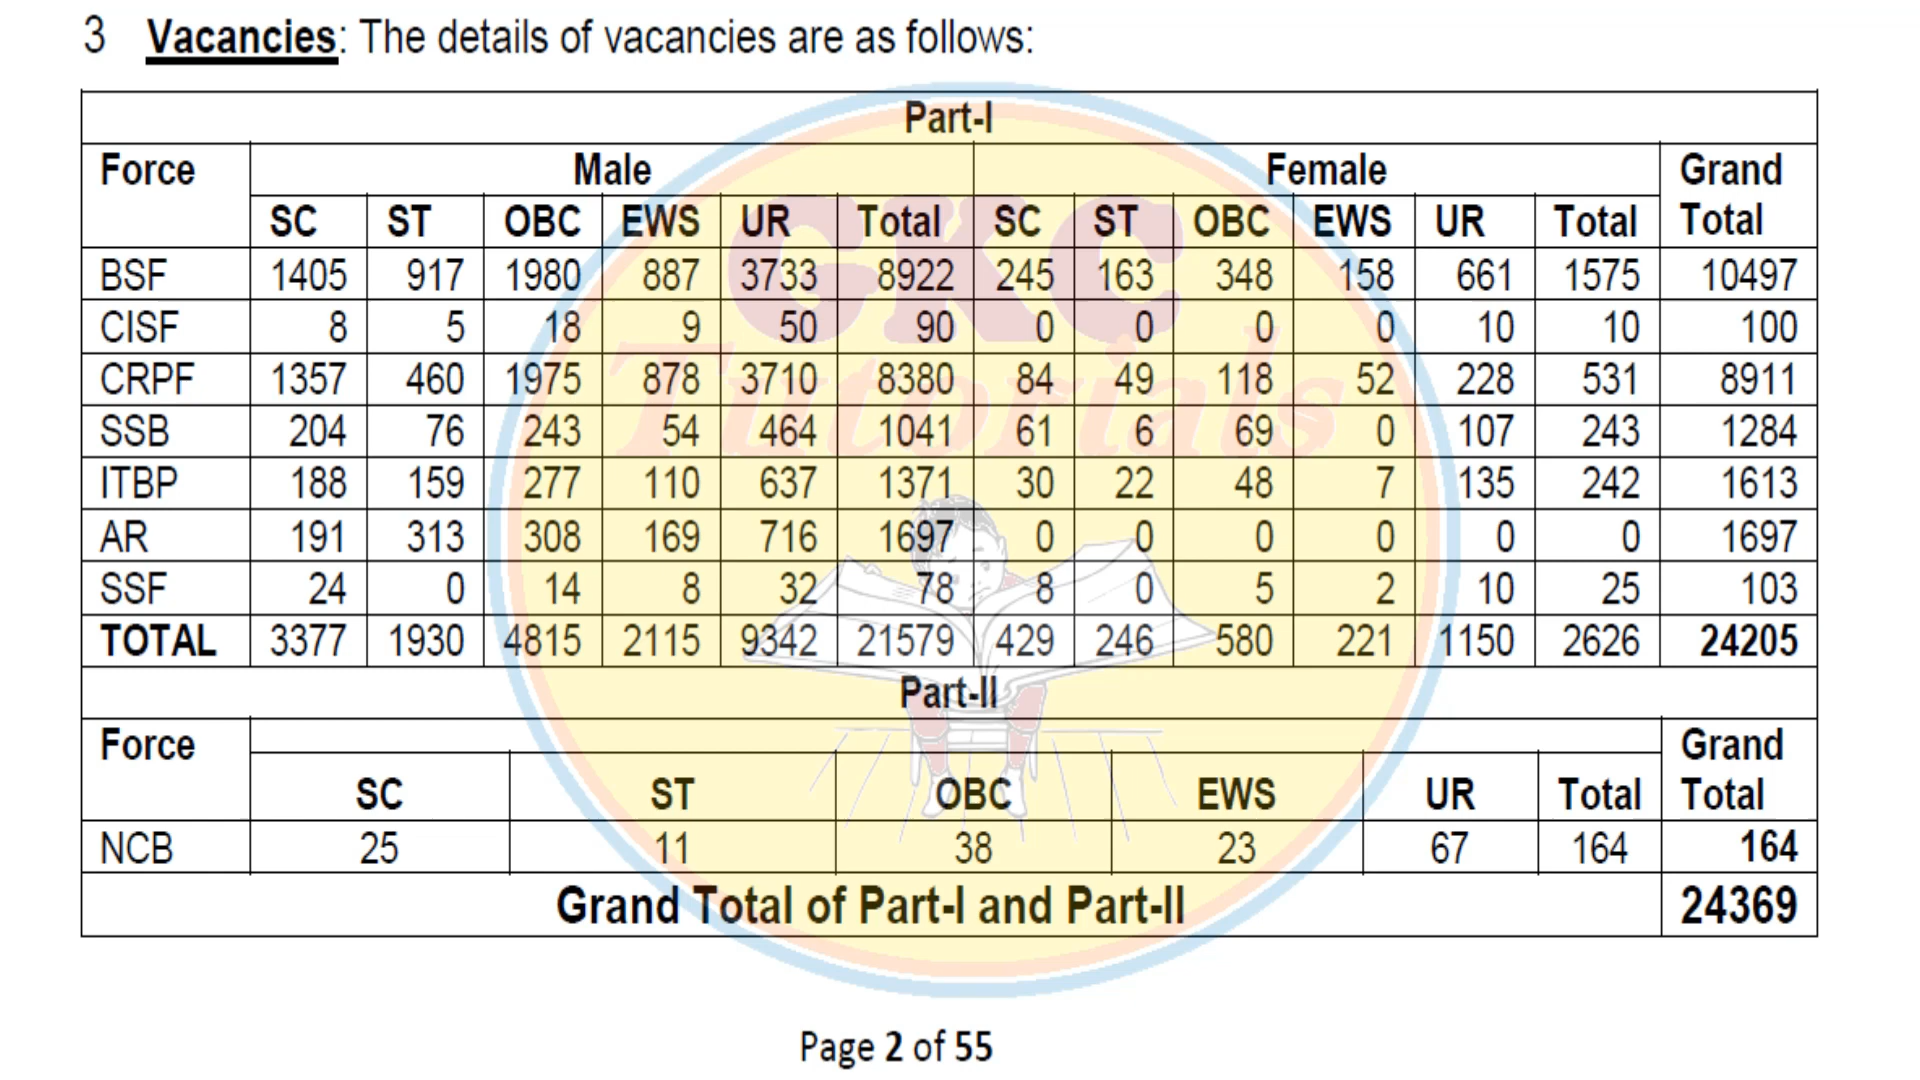 3 Vacancies: The details of vacancies are as follows:
Part-I
Force Male Female Grand Total
SC ST OBC EWS UR Total SC ST OBC EWS UR Total
BSF 1405 917 1980 887 3733 8922 245 163 348 158 661 1575 10497
CISF 8 5 18 9 50 90 0 0 0 0 10 10 100
CRPF 1357 460 1975 878 3710 8380 84 49 118 52 228 531 8911
SSB 204 76 243 54 464 1041 61 6 69 0 107 243 1284
ITBP 188 159 277 110 637 1371 30 22 48 7 135 242 1613
AR 191 313 308 169 716 1697 0 0 0 0 0 0 1697
SSF 24 0 14 8 32 78 8 0 5 2 10 25 103
TOTAL 3377 1930 4815 2115 9342 21579 429 246 580 221 1150 2626 24205
Part-II
Force Grand Total
SC ST OBC EWS UR Total
NCB 25 11 38 23 67 164 164
Grand Total of Part-I and Part-II 24369
GKC
Tutorials
Page 2 of 55